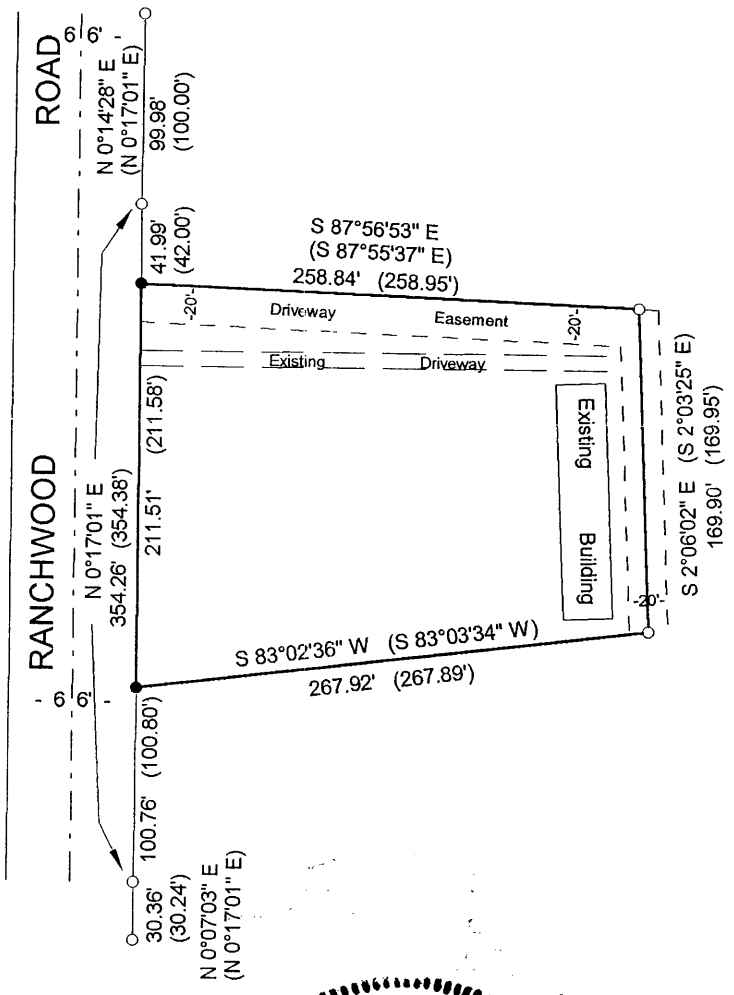 66'
ROAD
N 0°14'28" E
(N 0°17'01" E)
99.98'
(100.00')
41.99'
(42.00')
S 87°56'53" E
(S 87°55'37" E)
258.84' (258.95')
-20'-
Driveway Easement
-20'-
Existing Driveway
RANCHWOOD
N 0°17'01" E
354.26' (354.38')
211.51' (211.58')
Existing Building
S 2°06'02" E (S 2°03'25" E)
169.90' (169.95')
-20'-
S 83°02'36" W (S 83°03'34" W)
267.92' (267.89')
- 66' -
100.76' (100.80')
30.36'
(30.24')
N 0°07'03" E
(N 0°17'01" E)